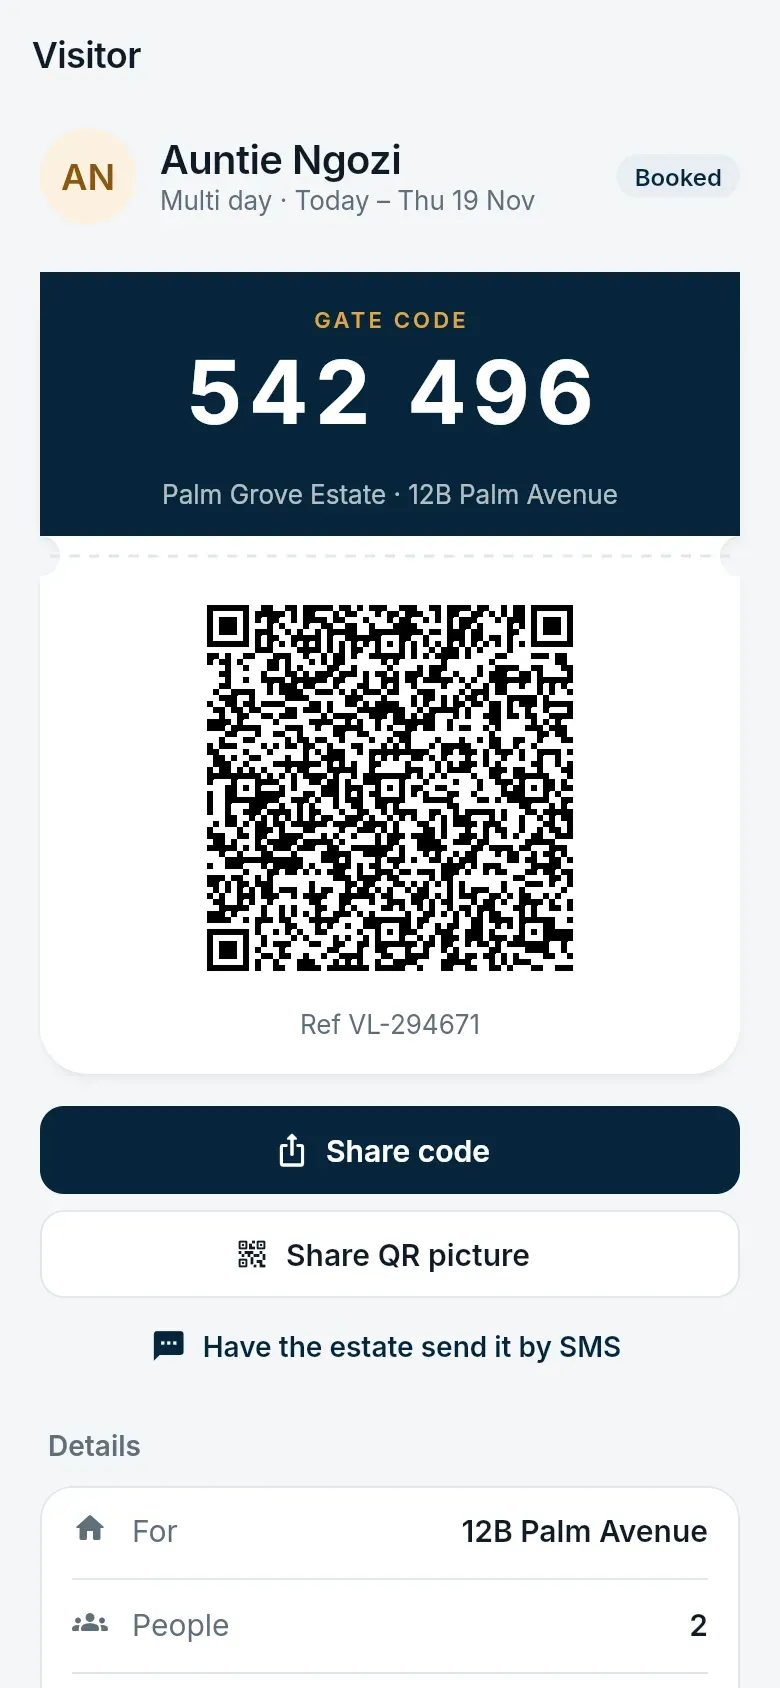 Visitor
AN
Auntie Ngozi
Multi day · Today – Thu 19 Nov
Booked
GATE CODE
542 496
Palm Grove Estate · 12B Palm Avenue
Ref VL-294671
Share code
Share QR picture
Have the estate send it by SMS
Details
For 12B Palm Avenue
People 2